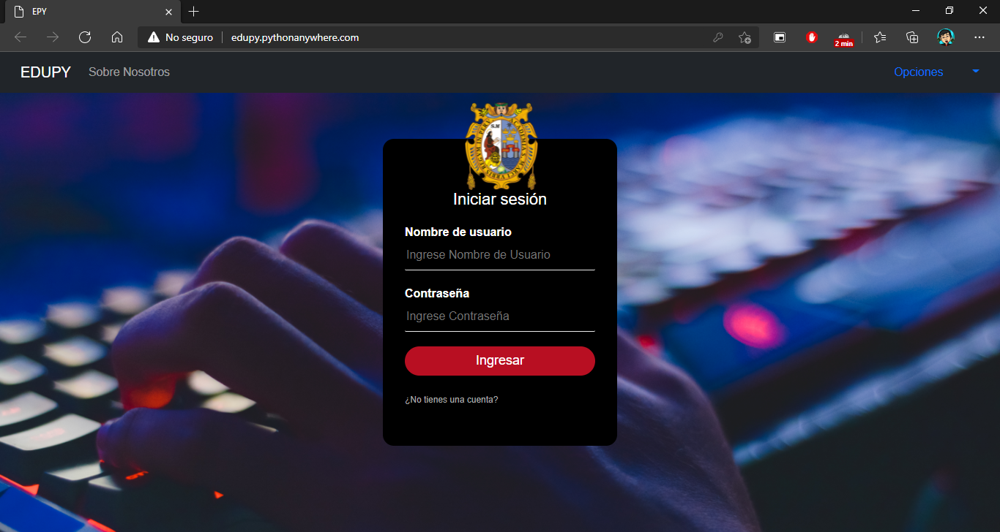 EPY
No seguro
edupy.pythonanywhere.com
2 min
EDUPY
Sobre Nosotros
Opciones
S.M
Iniciar sesión
Nombre de usuario
Ingrese Nombre de Usuario
Contraseña
Ingrese Contraseña
Ingresar
¿No tienes una cuenta?